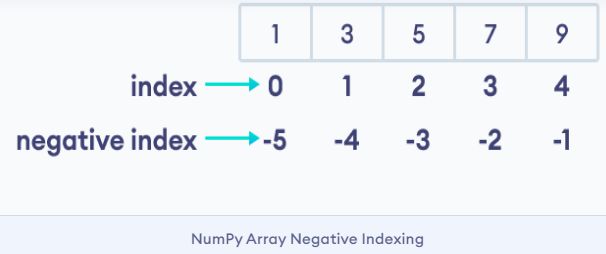 1 3 5 7 9
index 0 1 2 3 4
negative index -5 -4 -3 -2 -1
NumPy Array Negative Indexing